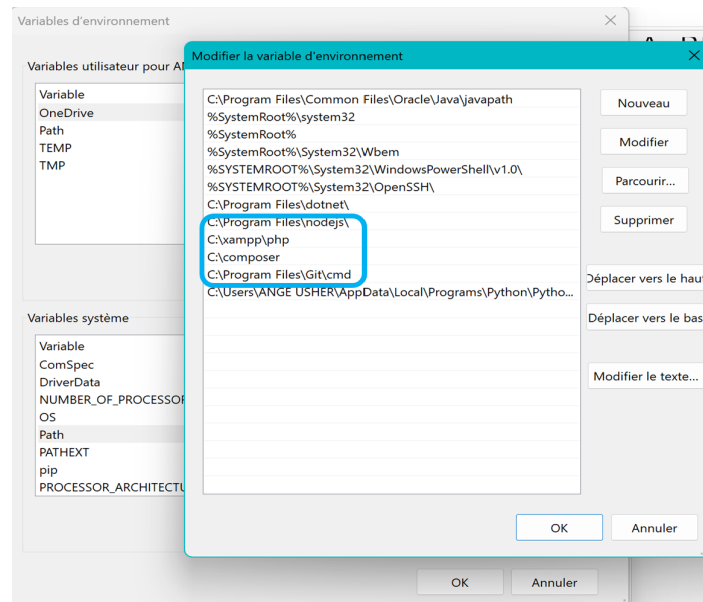 Variables d'environnement
Modifier la variable d'environnement
Variables utilisateur pour
Variable
OneDrive
Path
TEMP
TMP
C:\Program Files\Common Files\Oracle\Java\javapath
%SystemRoot%\system32
%SystemRoot%
%SystemRoot%\System32\Wbem
%SYSTEMROOT%\System32\WindowsPowerShell\v1.0\
%SYSTEMROOT%\System32\OpenSSH\
C:\Program Files\dotnet\
C:\Program Files\nodejs\
C:\xampp\php
C:\composer
C:\Program Files\Git\cmd
C:\Users\ANGE USHER\AppData\Local\Programs\Python\Pytho...
Nouveau
Modifier
Parcourir...
Supprimer
Déplacer vers le haut
Déplacer vers le bas
Modifier le texte...
Variables système
Variable
ComSpec
DriverData
NUMBER_OF_PROCESSOR
OS
Path
PATHEXT
pip
PROCESSOR_ARCHITECTU
OK
Annuler
OK
Annuler